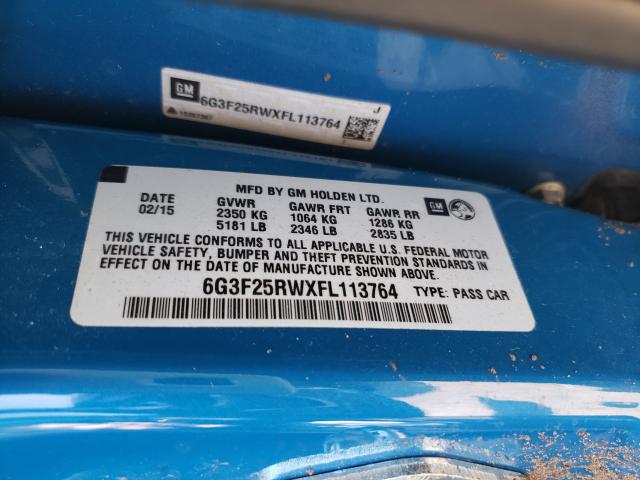 GM
6G3F25RWXFL113764
J
MFD BY GM HOLDEN LTD.
DATE GVWR GAWR FRT GAWR RR
02/15 2350 KG 1064 KG 1286 KG
5181 LB 2346 LB 2835 LB
GM
THIS VEHICLE CONFORMS TO ALL APPLICABLE U.S. FEDERAL MOTOR
VEHICLE SAFETY, BUMPER AND THEFT PREVENTION STANDARDS IN
EFFECT ON THE DATE OF MANUFACTURE SHOWN ABOVE.
6G3F25RWXFL113764 TYPE: PASS CAR